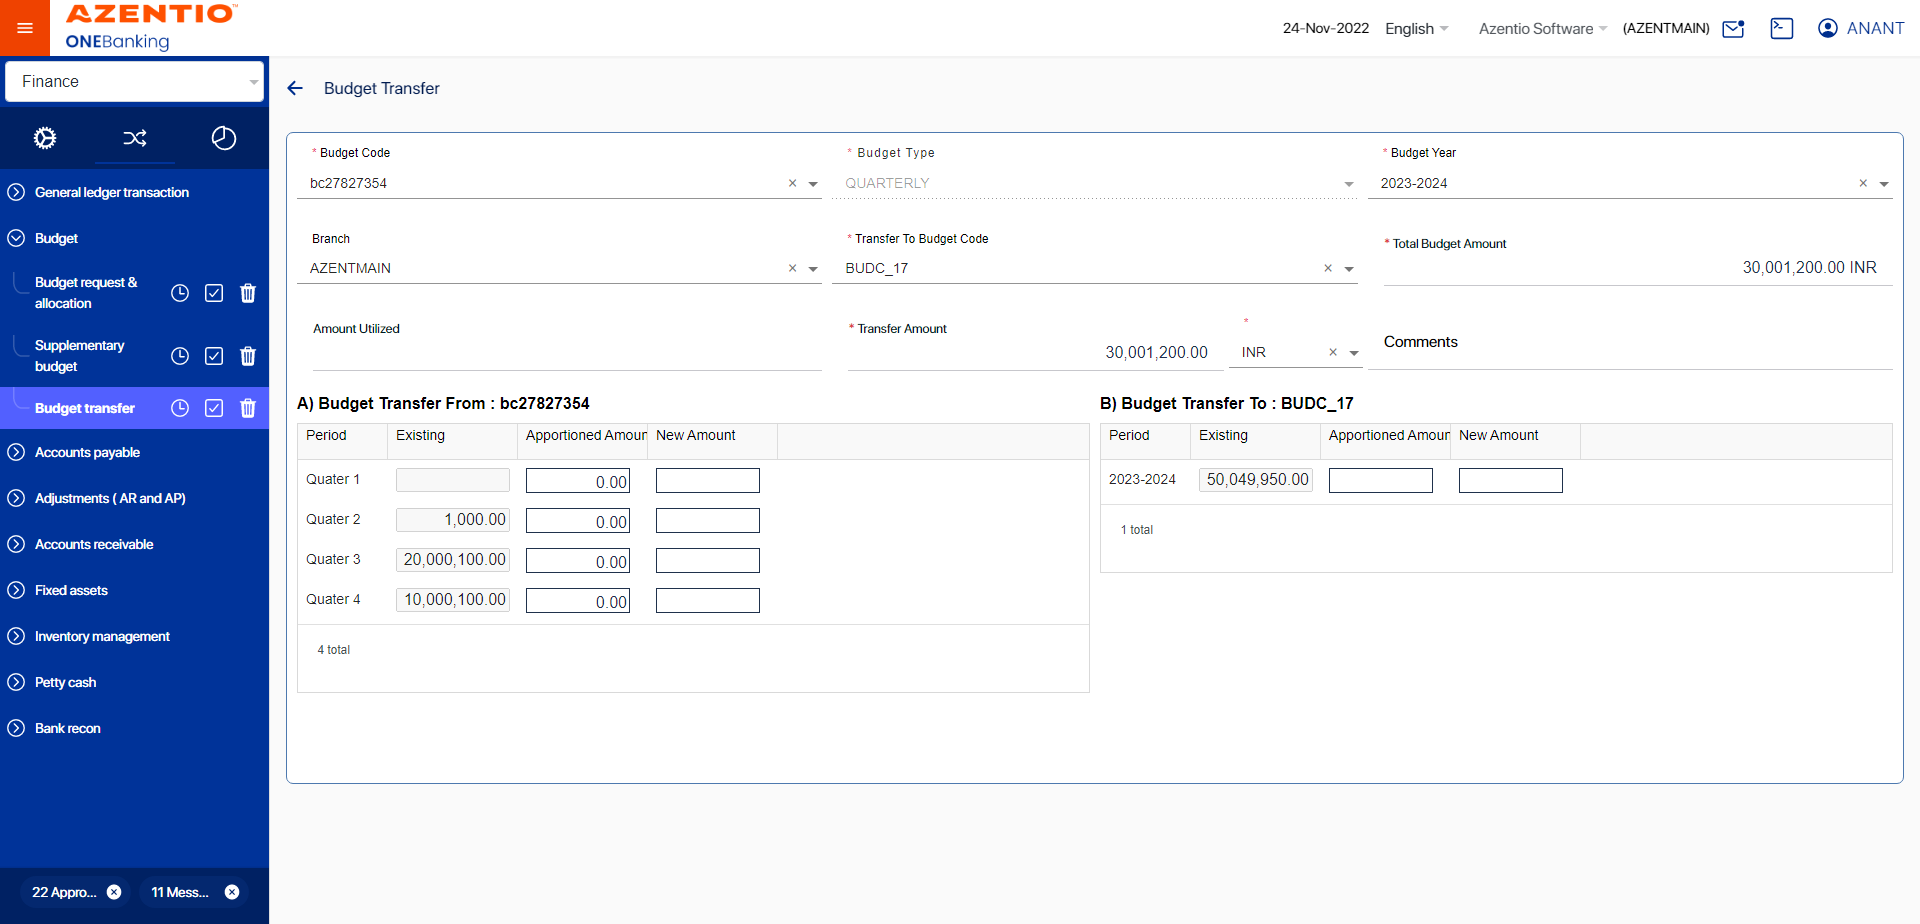 AZENTIO™
ONEBanking
24-Nov-2022 English Azentio Software (AZENTMAIN) ANANT
Finance
General ledger transaction
Budget
Budget request &
allocation
Supplementary
budget
Budget transfer
Accounts payable
Adjustments ( AR and AP)
Accounts receivable
Fixed assets
Inventory management
Petty cash
Bank recon
22 Appro...
11 Mess...
Budget Transfer
* Budget Code
bc27827354
* Budget Type
QUARTERLY
* Budget Year
2023-2024
Branch
AZENTMAIN
* Transfer To Budget Code
BUDC_17
* Total Budget Amount
30,001,200.00 INR
Amount Utilized
* Transfer Amount
30,001,200.00
*
INR
Comments
A) Budget Transfer From : bc27827354
Period Existing Apportioned Amoun New Amount
Quater 1 0.00
Quater 2 1,000.00 0.00
Quater 3 20,000,100.00 0.00
Quater 4 10,000,100.00 0.00
4 total
B) Budget Transfer To : BUDC_17
Period Existing Apportioned Amoun New Amount
2023-2024 50,049,950.00
1 total